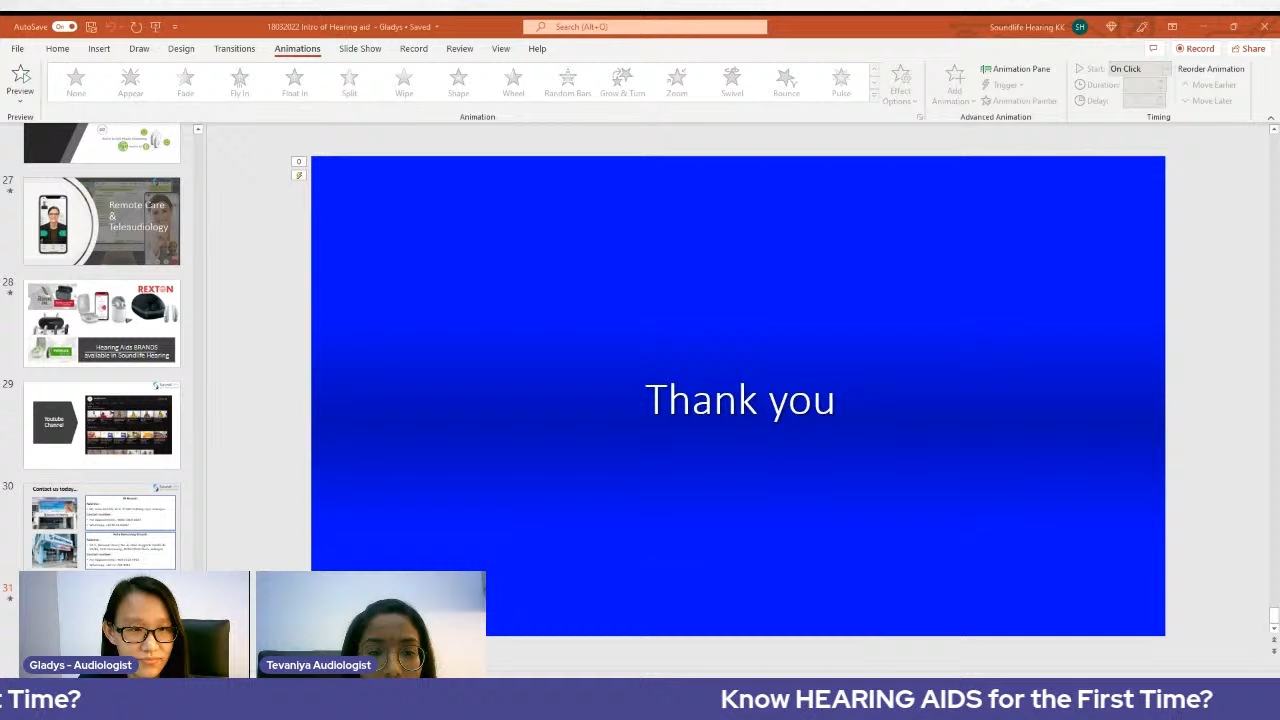 AutoSave On
18032022 Intro of Hearing aid - Gladys • Saved
Search (Alt+Q)
Soundlife Hearing KK SH
File Home Insert Draw Design Transitions Animations Slide Show Record Review View Help
Record Share
Preview
None Appear Fade Fly In Float In Split Wipe Shape Wheel Random Bars Grow & Turn Zoom Swivel Bounce Pulse
Effect Options
Add Animation
Animation Pane
Trigger
Animation Painter
Start: On Click
Duration:
Delay:
Reorder Animation
Move Earlier
Move Later
Preview Animation Advanced Animation Timing
27
Remote Care
&
Teleaudiology
28
REXTON
Hearing Aids BRANDS
available in Soundlife Hearing
29
Youtube
Channel
30
Contact us today...
31
0
Thank you
Gladys - Audiologist
Tevaniya Audiologist
t Time?
Know HEARING AIDS for the First Time?